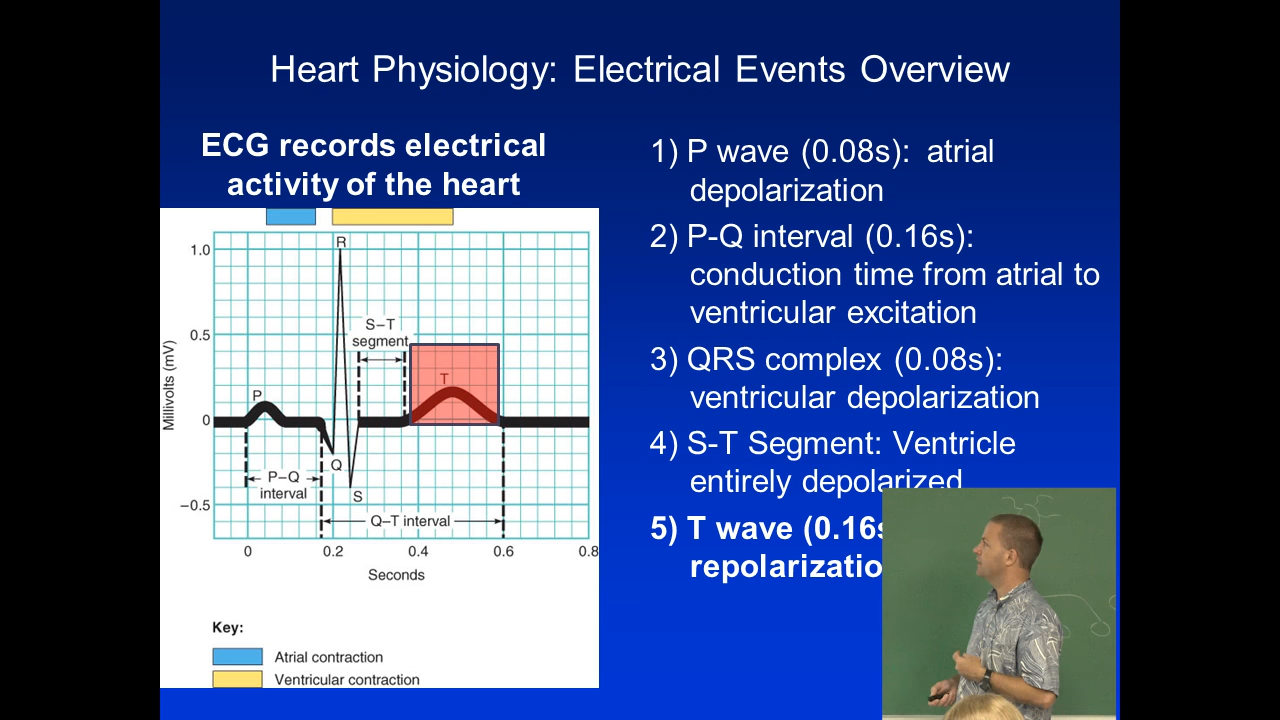 Heart Physiology: Electrical Events Overview
ECG records electrical
activity of the heart
R
1.0
S–T
segment
0.5
T
P
Millivolts (mV)
0
Q
P–Q
interval
S
−0.5
Q–T interval
0
0.2
0.4
0.6
0.8
Seconds
Key:
Atrial contraction
Ventricular contraction
1) P wave (0.08s): atrial
depolarization
2) P-Q interval (0.16s):
conduction time from atrial to
ventricular excitation
3) QRS complex (0.08s):
ventricular depolarization
4) S-T Segment: Ventricle
entirely depolarized
5) T wave (0.16s
repolarizatio